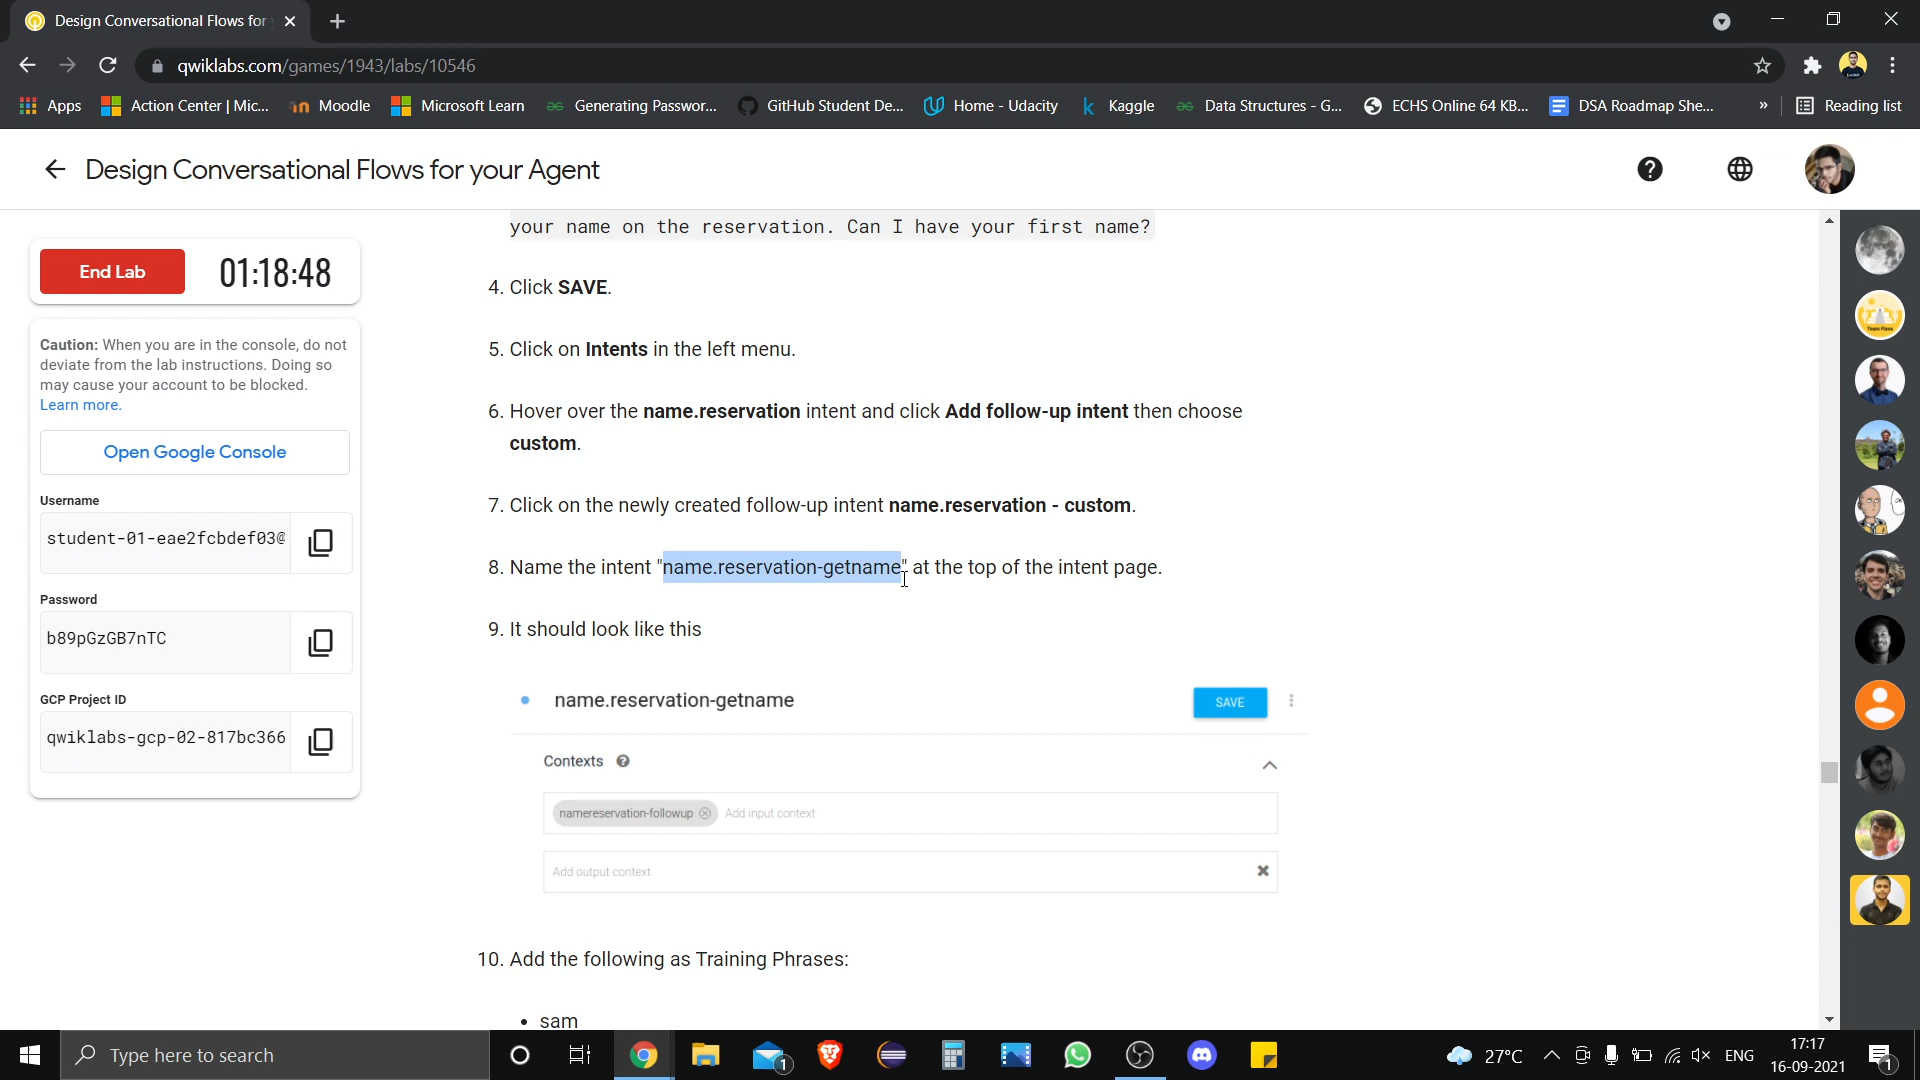 Design Conversational Flows for
qwiklabs.com/games/1943/labs/10546
Apps
Action Center | Mic...
Moodle
Microsoft Learn
Generating Passwor...
GitHub Student De...
Home - Udacity
Kaggle
Data Structures - G...
ECHS Online 64 KB...
DSA Roadmap She...
»
Reading list
Design Conversational Flows for your Agent
End Lab
01:18:48
Caution: When you are in the console, do not
deviate from the lab instructions. Doing so
may cause your account to be blocked.
Learn more.
Open Google Console
Username
student-01-eae2fcbdef03@
Password
b89pGzGB7nTC
GCP Project ID
qwiklabs-gcp-02-817bc366
your name on the reservation. Can I have your first name?
4. Click SAVE.
5. Click on Intents in the left menu.
6. Hover over the name.reservation intent and click Add follow-up intent then choose
custom.
7. Click on the newly created follow-up intent name.reservation - custom.
8. Name the intent "name.reservation-getname" at the top of the intent page.
9. It should look like this
name.reservation-getname
SAVE
Contexts
namereservation-followup
Add input context
Add output context
10. Add the following as Training Phrases:
• sam
Type here to search
1
27°C
ENG
17:17
16-09-2021
1